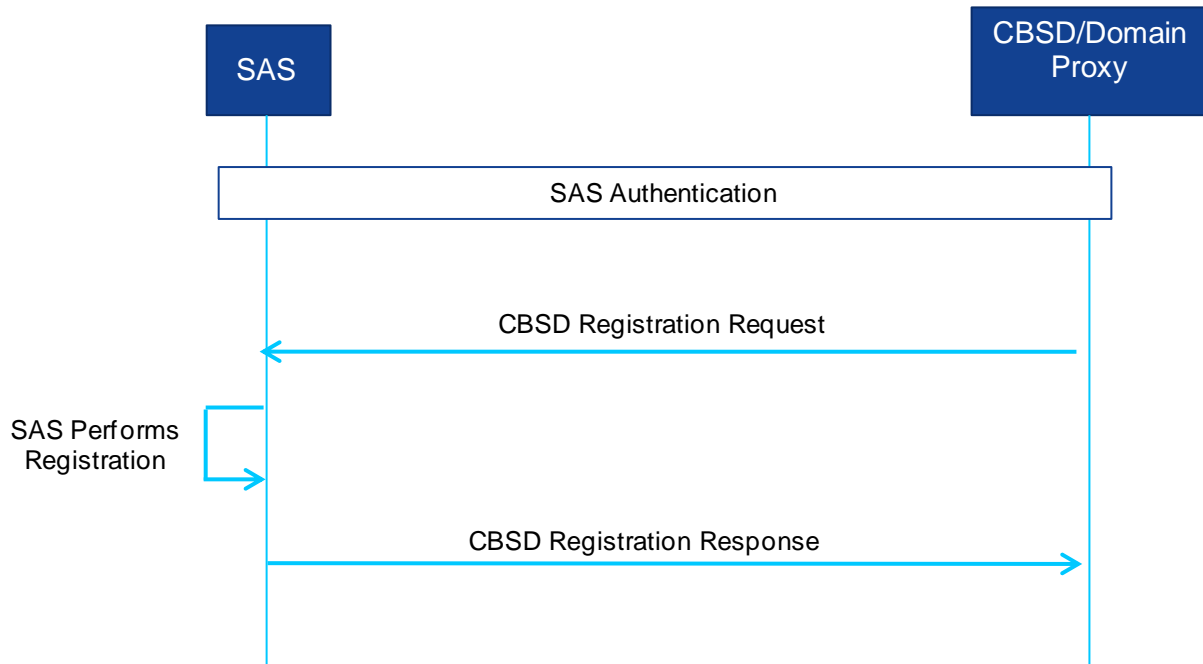 SAS
CBSD/Domain
Proxy
SAS Authentication
CBSD Registration Request
SAS Performs
Registration
CBSD Registration Response